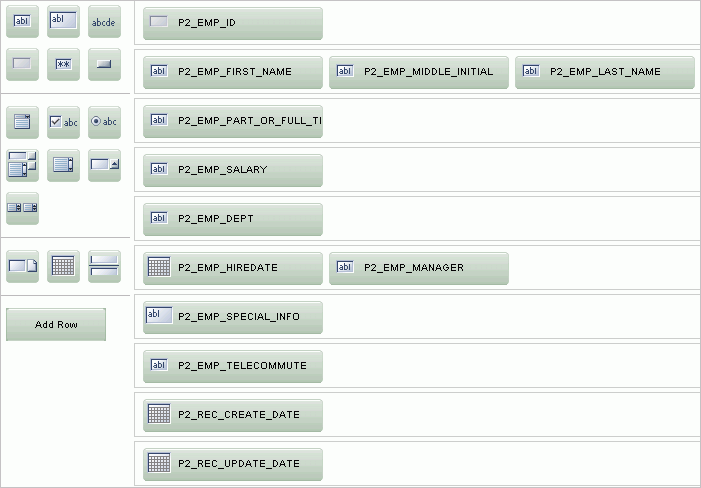 abl abl abcde
**
abc abc
Add Row
P2_EMP_ID
abl P2_EMP_FIRST_NAME abl P2_EMP_MIDDLE_INITIAL abl P2_EMP_LAST_NAME
abl P2_EMP_PART_OR_FULL_TI
abl P2_EMP_SALARY
abl P2_EMP_DEPT
P2_EMP_HIREDATE abl P2_EMP_MANAGER
abl P2_EMP_SPECIAL_INFO
abl P2_EMP_TELECOMMUTE
P2_REC_CREATE_DATE
P2_REC_UPDATE_DATE